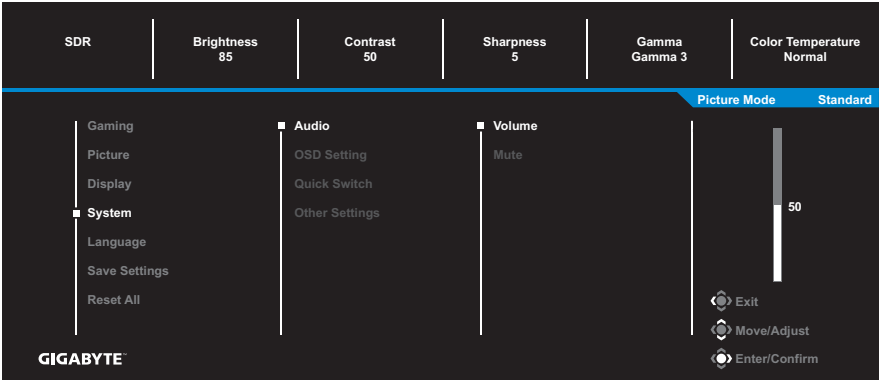 SDR
Brightness
85
Contrast
50
Sharpness
5
Gamma
Gamma 3
Color Temperature
Normal
Picture Mode Standard
Gaming
Picture
Display
System
Language
Save Settings
Reset All
Audio
OSD Setting
Quick Switch
Other Settings
Volume
Mute
50
Exit
Move/Adjust
Enter/Confirm
GIGABYTE™